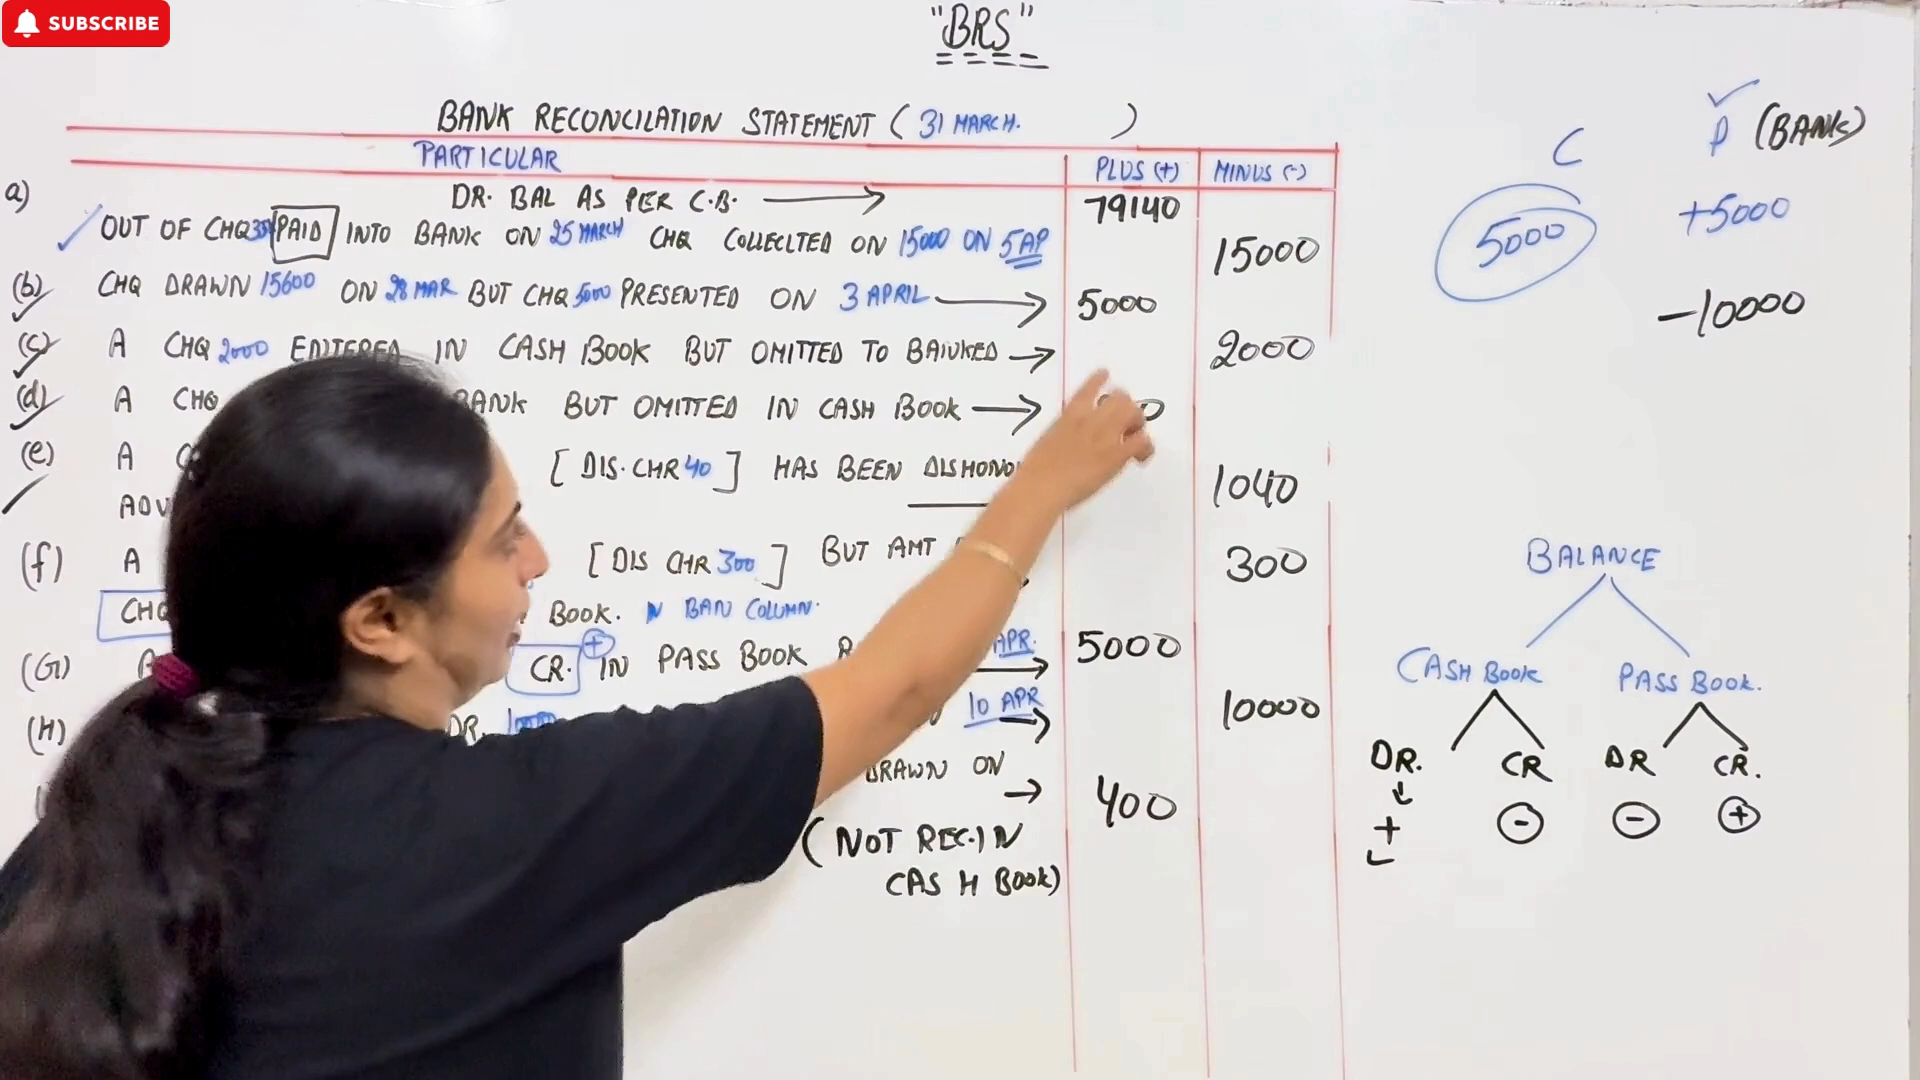 SUBSCRIBE
"BRS"
BANK RECONCILATION STATEMENT ( 31 MARCH. )
PARTICULAR PLUS (+) MINUS (-)
a) DR. BAL AS PER C.B. → 79140
OUT OF CHQ PAID INTO BANK ON 25 MARCH CHQ COLLECLTED ON 15000 ON 5 AP 15000
(b) CHQ DRAWN 15600 ON 28 MAR BUT CHQ 5000 PRESENTED ON 3 APRIL → 5000
(c) A CHQ 2000 ENTERED IN CASH BOOK BUT OMITTED TO BANKED → 2000
(d) A CHQ BANK BUT OMITTED IN CASH BOOK →
(e) A [ DIS. CHR 40 ] HAS BEEN 1040
(f) A [ DIS CHR 300 ] BUT AMT 300
CHQ BOOK. BAN COLUMN.
(G) CR. + IN PASS BOOK APR. → 5000
(H) DR. 10 APR → 10000
DRAWN ON → 400
(NOT REC. IN
CASH BOOK)
C P (BANK)
5000 +5000
-10000
BALANCE
CASH BOOK PASS BOOK.
DR. CR DR CR.
+ - - +